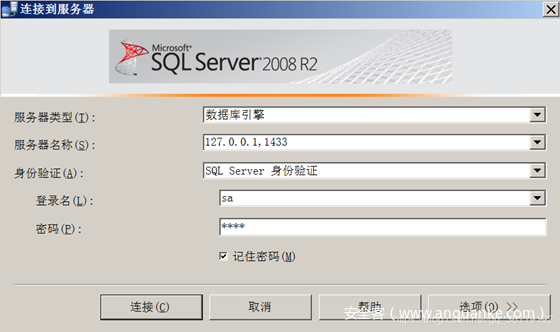 连接到服务器
Microsoft®
SQL Server® 2008 R2
服务器类型(T): 数据库引擎
服务器名称(S): 127.0.0.1,1433
身份验证(A): SQL Server 身份验证
登录名(L): sa
密码(P): ****
记住密码(M)
连接(C) 取消 帮助 选项(O) >>
安全客 ( www.anquanke.com )